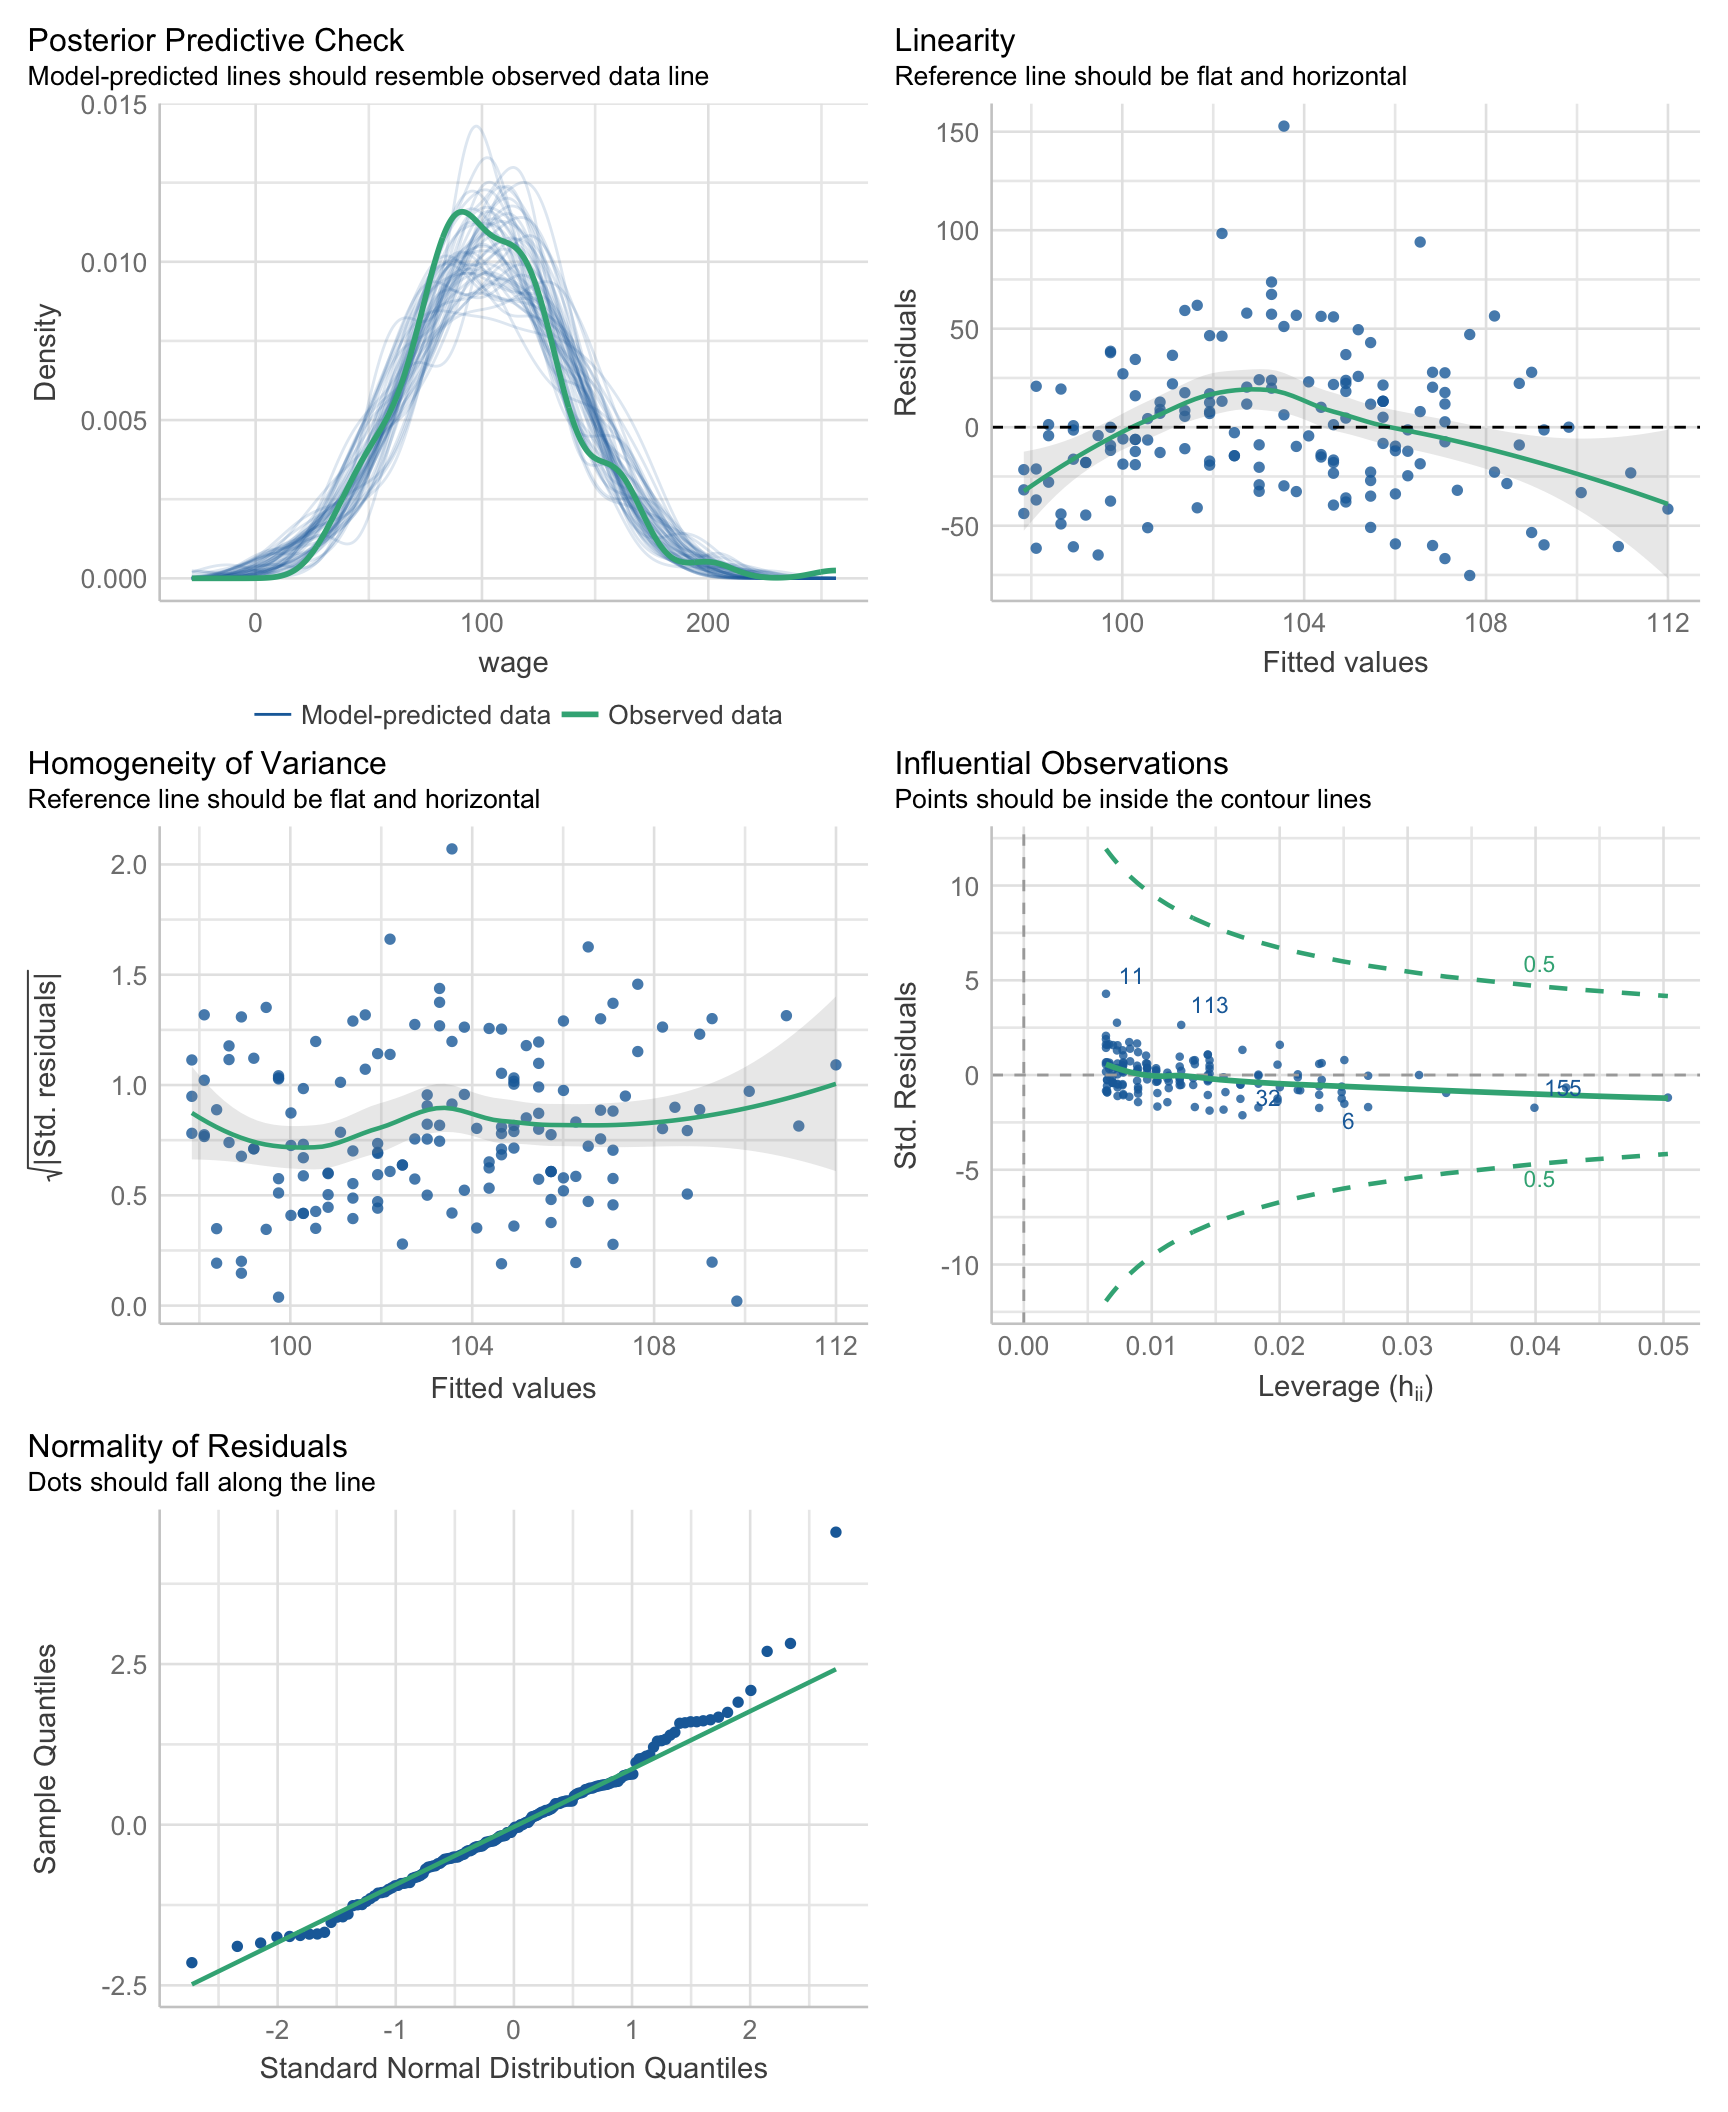 Posterior Predictive Check
Model-predicted lines should resemble observed data line
0.015
0.010
0.005
0.000
Density
0 100 200
wage
Model-predicted data Observed data
Linearity
Reference line should be flat and horizontal
150
100
50
0
-50
Residuals
100 104 108 112
Fitted values
Homogeneity of Variance
Reference line should be flat and horizontal
2.0
1.5
1.0
0.5
0.0
√|Std. residuals|
100 104 108 112
Fitted values
Influential Observations
Points should be inside the contour lines
10
5
0
-5
-10
Std. Residuals
11
113
0.5
155
32
6
0.5
0.00 0.01 0.02 0.03 0.04 0.05
Leverage (hᵢᵢ)
Normality of Residuals
Dots should fall along the line
2.5
0.0
-2.5
Sample Quantiles
-2 -1 0 1 2
Standard Normal Distribution Quantiles